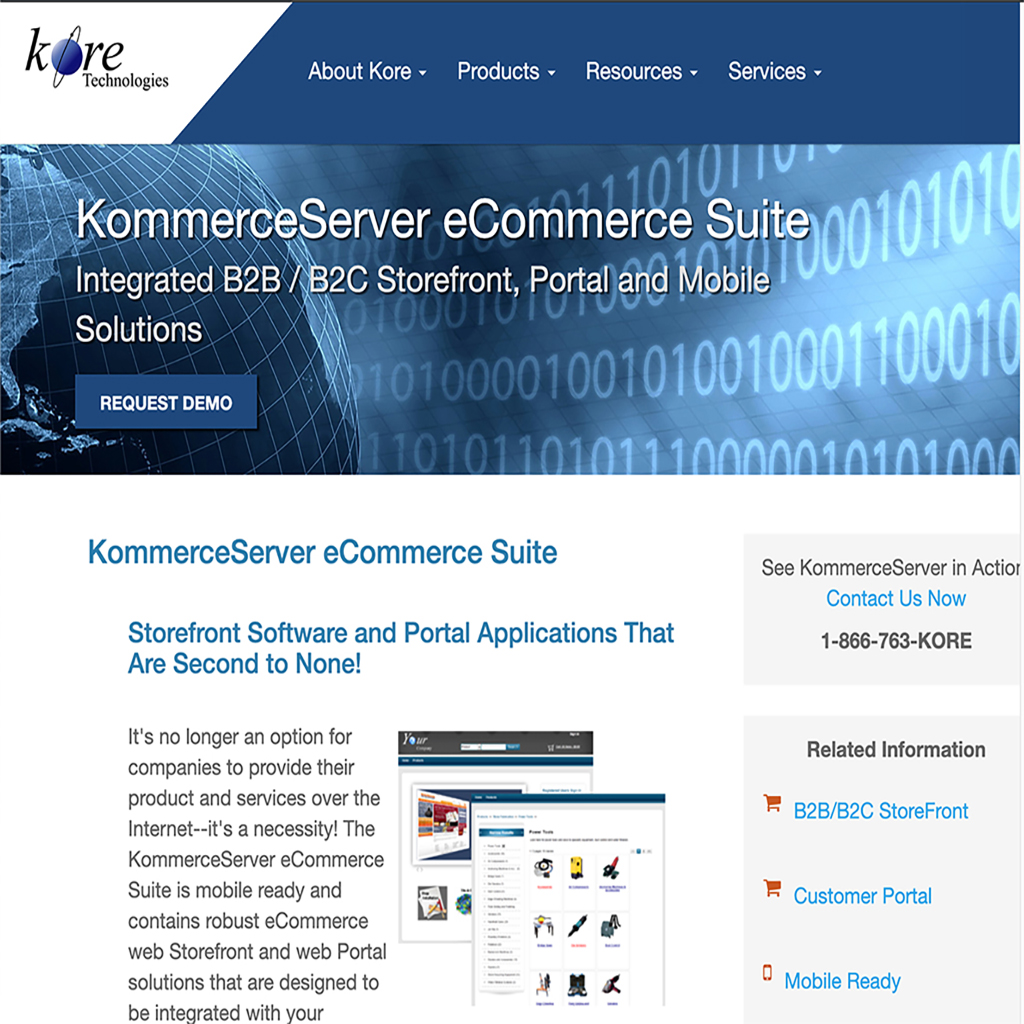 kore
Technologies
About Kore
Products
Resources
Services
KommerceServer eCommerce Suite
Integrated B2B / B2C Storefront, Portal and Mobile
Solutions
REQUEST DEMO
KommerceServer eCommerce Suite
Storefront Software and Portal Applications That
Are Second to None!
It's no longer an option for
companies to provide their
product and services over the
Internet--it's a necessity! The
KommerceServer eCommerce
Suite is mobile ready and
contains robust eCommerce
web Storefront and web Portal
solutions that are designed to
be integrated with your
Your
Power Tools
See KommerceServer in Action
Contact Us Now
1-866-763-KORE
Related Information
B2B/B2C StoreFront
Customer Portal
Mobile Ready